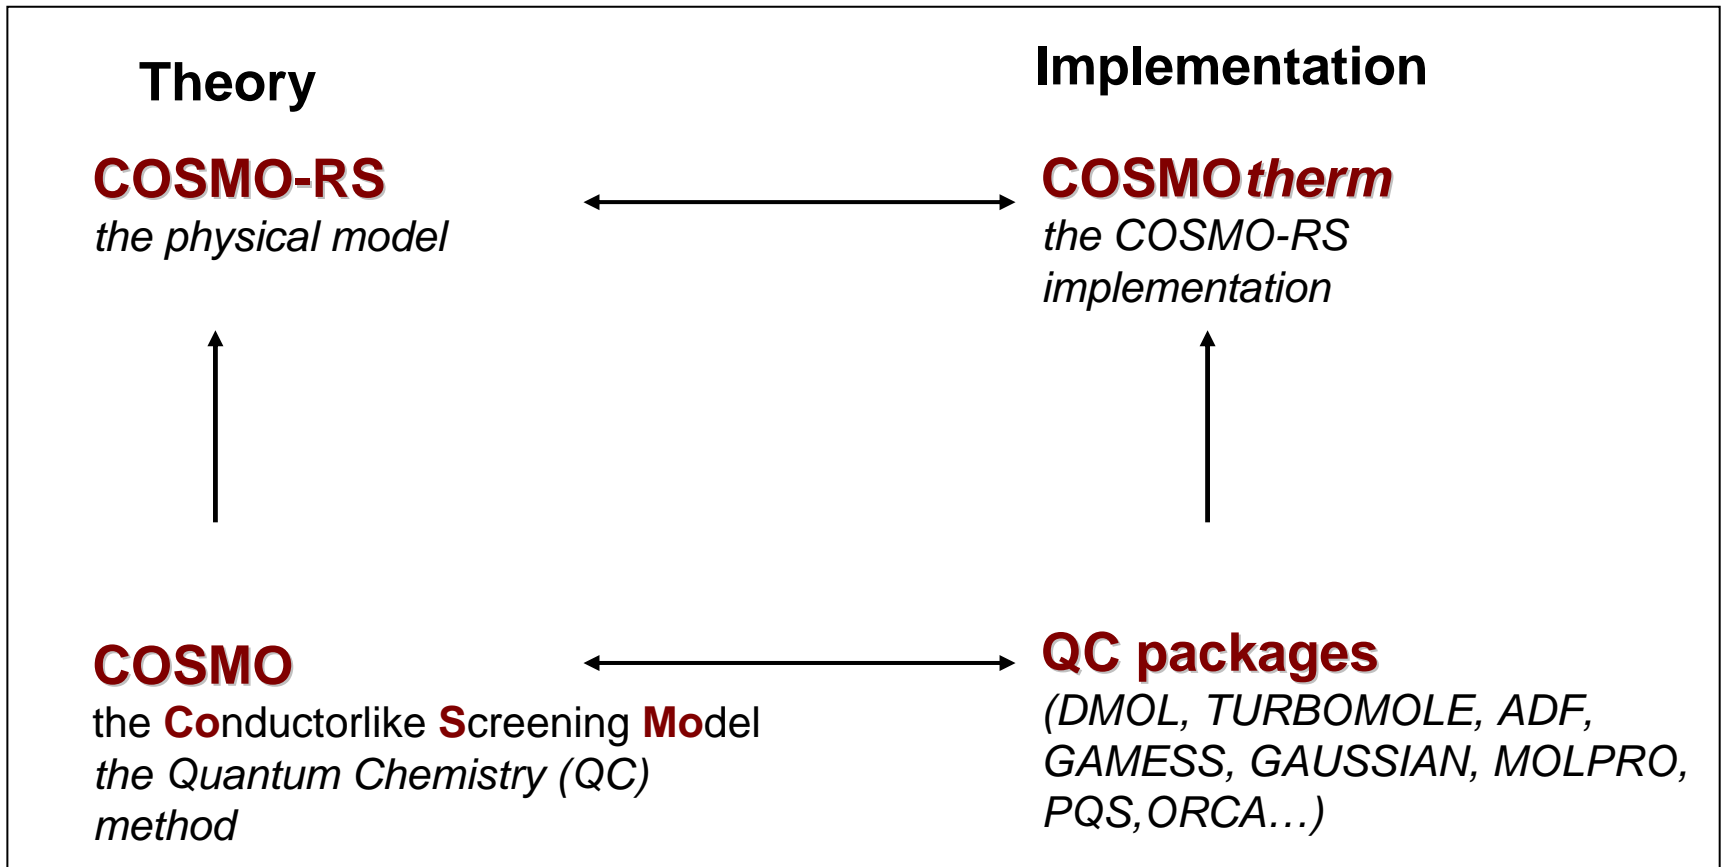 Theory
Implementation
COSMO-RS
the physical model
COSMOtherm
the COSMO-RS
implementation
COSMO
the Conductorlike Screening Model
the Quantum Chemistry (QC)
method
QC packages
(DMOL, TURBOMOLE, ADF,
GAMESS, GAUSSIAN, MOLPRO,
PQS,ORCA…)